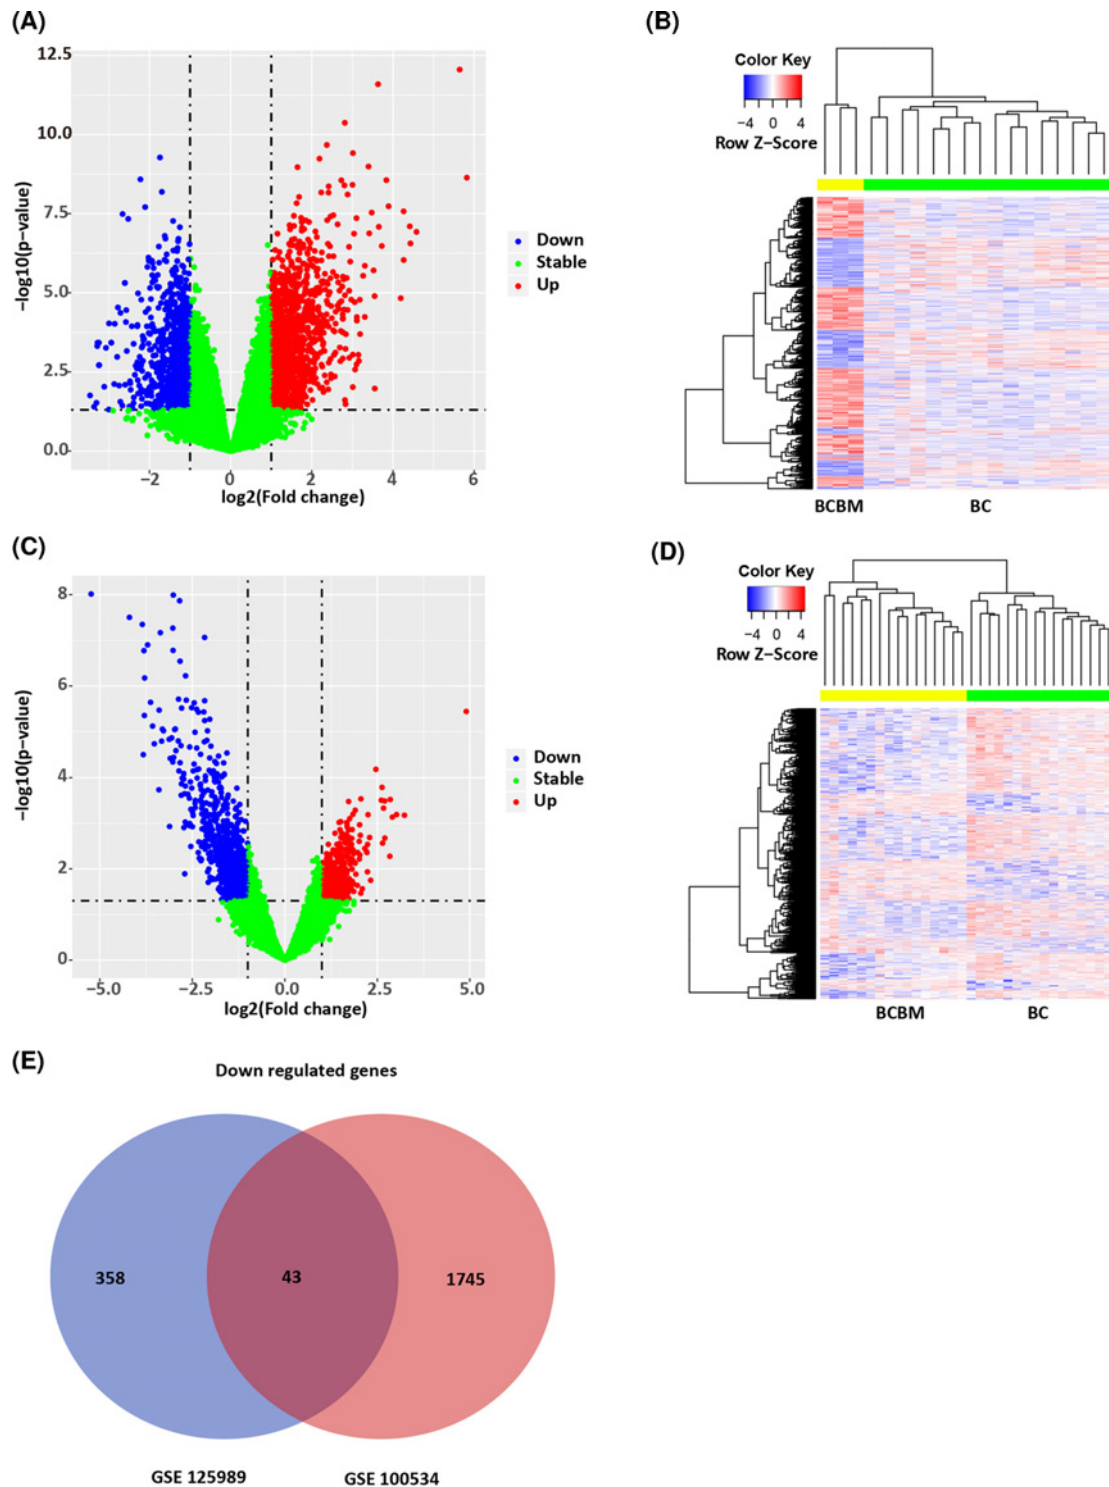 (A)
12.5
10.0
7.5
5.0
2.5
0.0
−log10(p−value)
−2 0 2 4 6
log2(Fold change)
Down
Stable
Up
(B)
Color Key
−4 0 4
Row Z−Score
BCBM BC
(C)
8
6
4
2
0
−log10(p−value)
−5.0 −2.5 0.0 2.5 5.0
log2(Fold change)
Down
Stable
Up
(D)
Color Key
−4 0 4
Row Z−Score
BCBM BC
(E)
Down regulated genes
358 43 1745
GSE 125989 GSE 100534